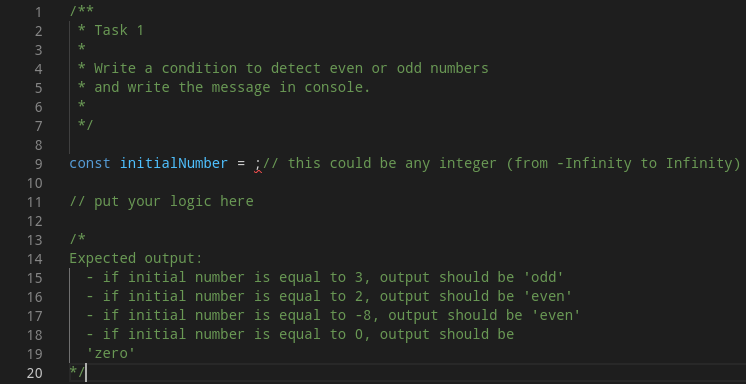 1 /**
2  * Task 1
3  *
4  * Write a condition to detect even or odd numbers
5  * and write the message in console.
6  *
7  */
8
9 const initialNumber = ;// this could be any integer (from -Infinity to Infinity)
10
11 // put your logic here
12
13 /*
14 Expected output:
15   - if initial number is equal to 3, output should be 'odd'
16   - if initial number is equal to 2, output should be 'even'
17   - if initial number is equal to -8, output should be 'even'
18   - if initial number is equal to 0, output should be
19   'zero'
20 */